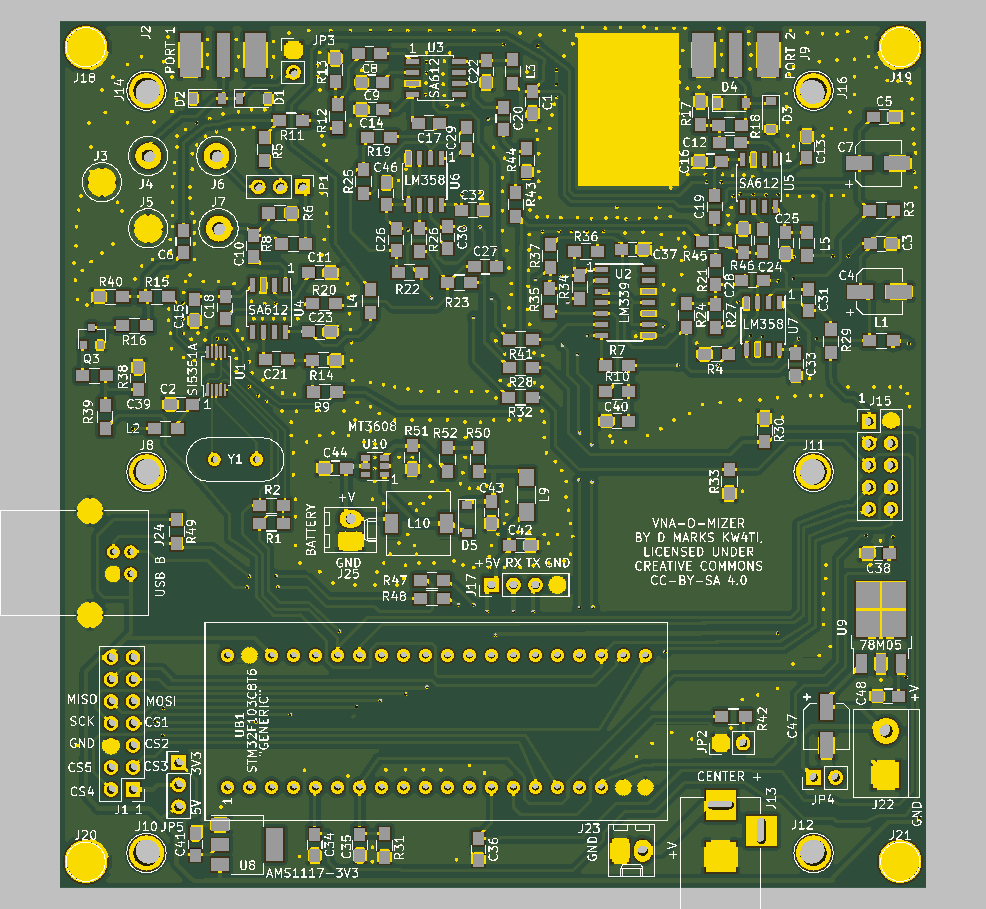 J2
PORT 1
JP3
1
U3
PORT 2
J9
J18
J14
D2
D1
R13
C8
SA612
C22
L3
C1
J16
J19
R12
C9
C14
R11
R5
R19
C17
C29
C20
R44
R17
D4
R18
D3
C12
C5
C13
C7
+
J3
J4
J6
J5
J7
JP1
R25
C46
LM358
1
U6
R43
C16
SA612
1
U5
R6
C32
C19
R3
C6
C10
R8
C11
C26
R26
C30
C27
R22
R23
R37
R36
C37
R45
R46
C25
L5
C3
R40
R15
C15
C18
1
SA612
U4
R20
L4
C23
R35
R34
1
U2
LM339
R21
C28
C24
R24
R27
1
LM358
U7
C31
C4
+
L1
R29
R16
Q3
SI5351A
U1
1
C21
R14
R9
R41
R28
R32
R7
R10
C40
R4
C33
R38
C39
C2
R39
L2
J8
Y1
MT3608
U10
R51
R52
R50
C44
1
R30
1
J15
J11
R33
R2
R1
+V
BATTERY
GND
J25
L10
D5
C43
L9
C42
VNA-O-MIZER
BY D MARKS KW4TI,
LICENSED UNDER
CREATIVE COMMONS
CC-BY-SA 4.0
J24
R49
USB B
R47
R48
J17
+5V
RX
TX
GND
C38
U9
78M05
MISO
MOSI
SCK
CS1
GND
CS2
CS5
CS3
CS4
J1
1
3V3
5V
JP5
UB1
STM32F103C8T6
"GENERIC"
1
R42
JP2
C47
+
C48
+V
CENTER +
J13
JP4
J22
GND
J20
J10
C41
U8
AMS1117-3V3
C34
C35
R31
C36
J23
GND
+V
J12
J21